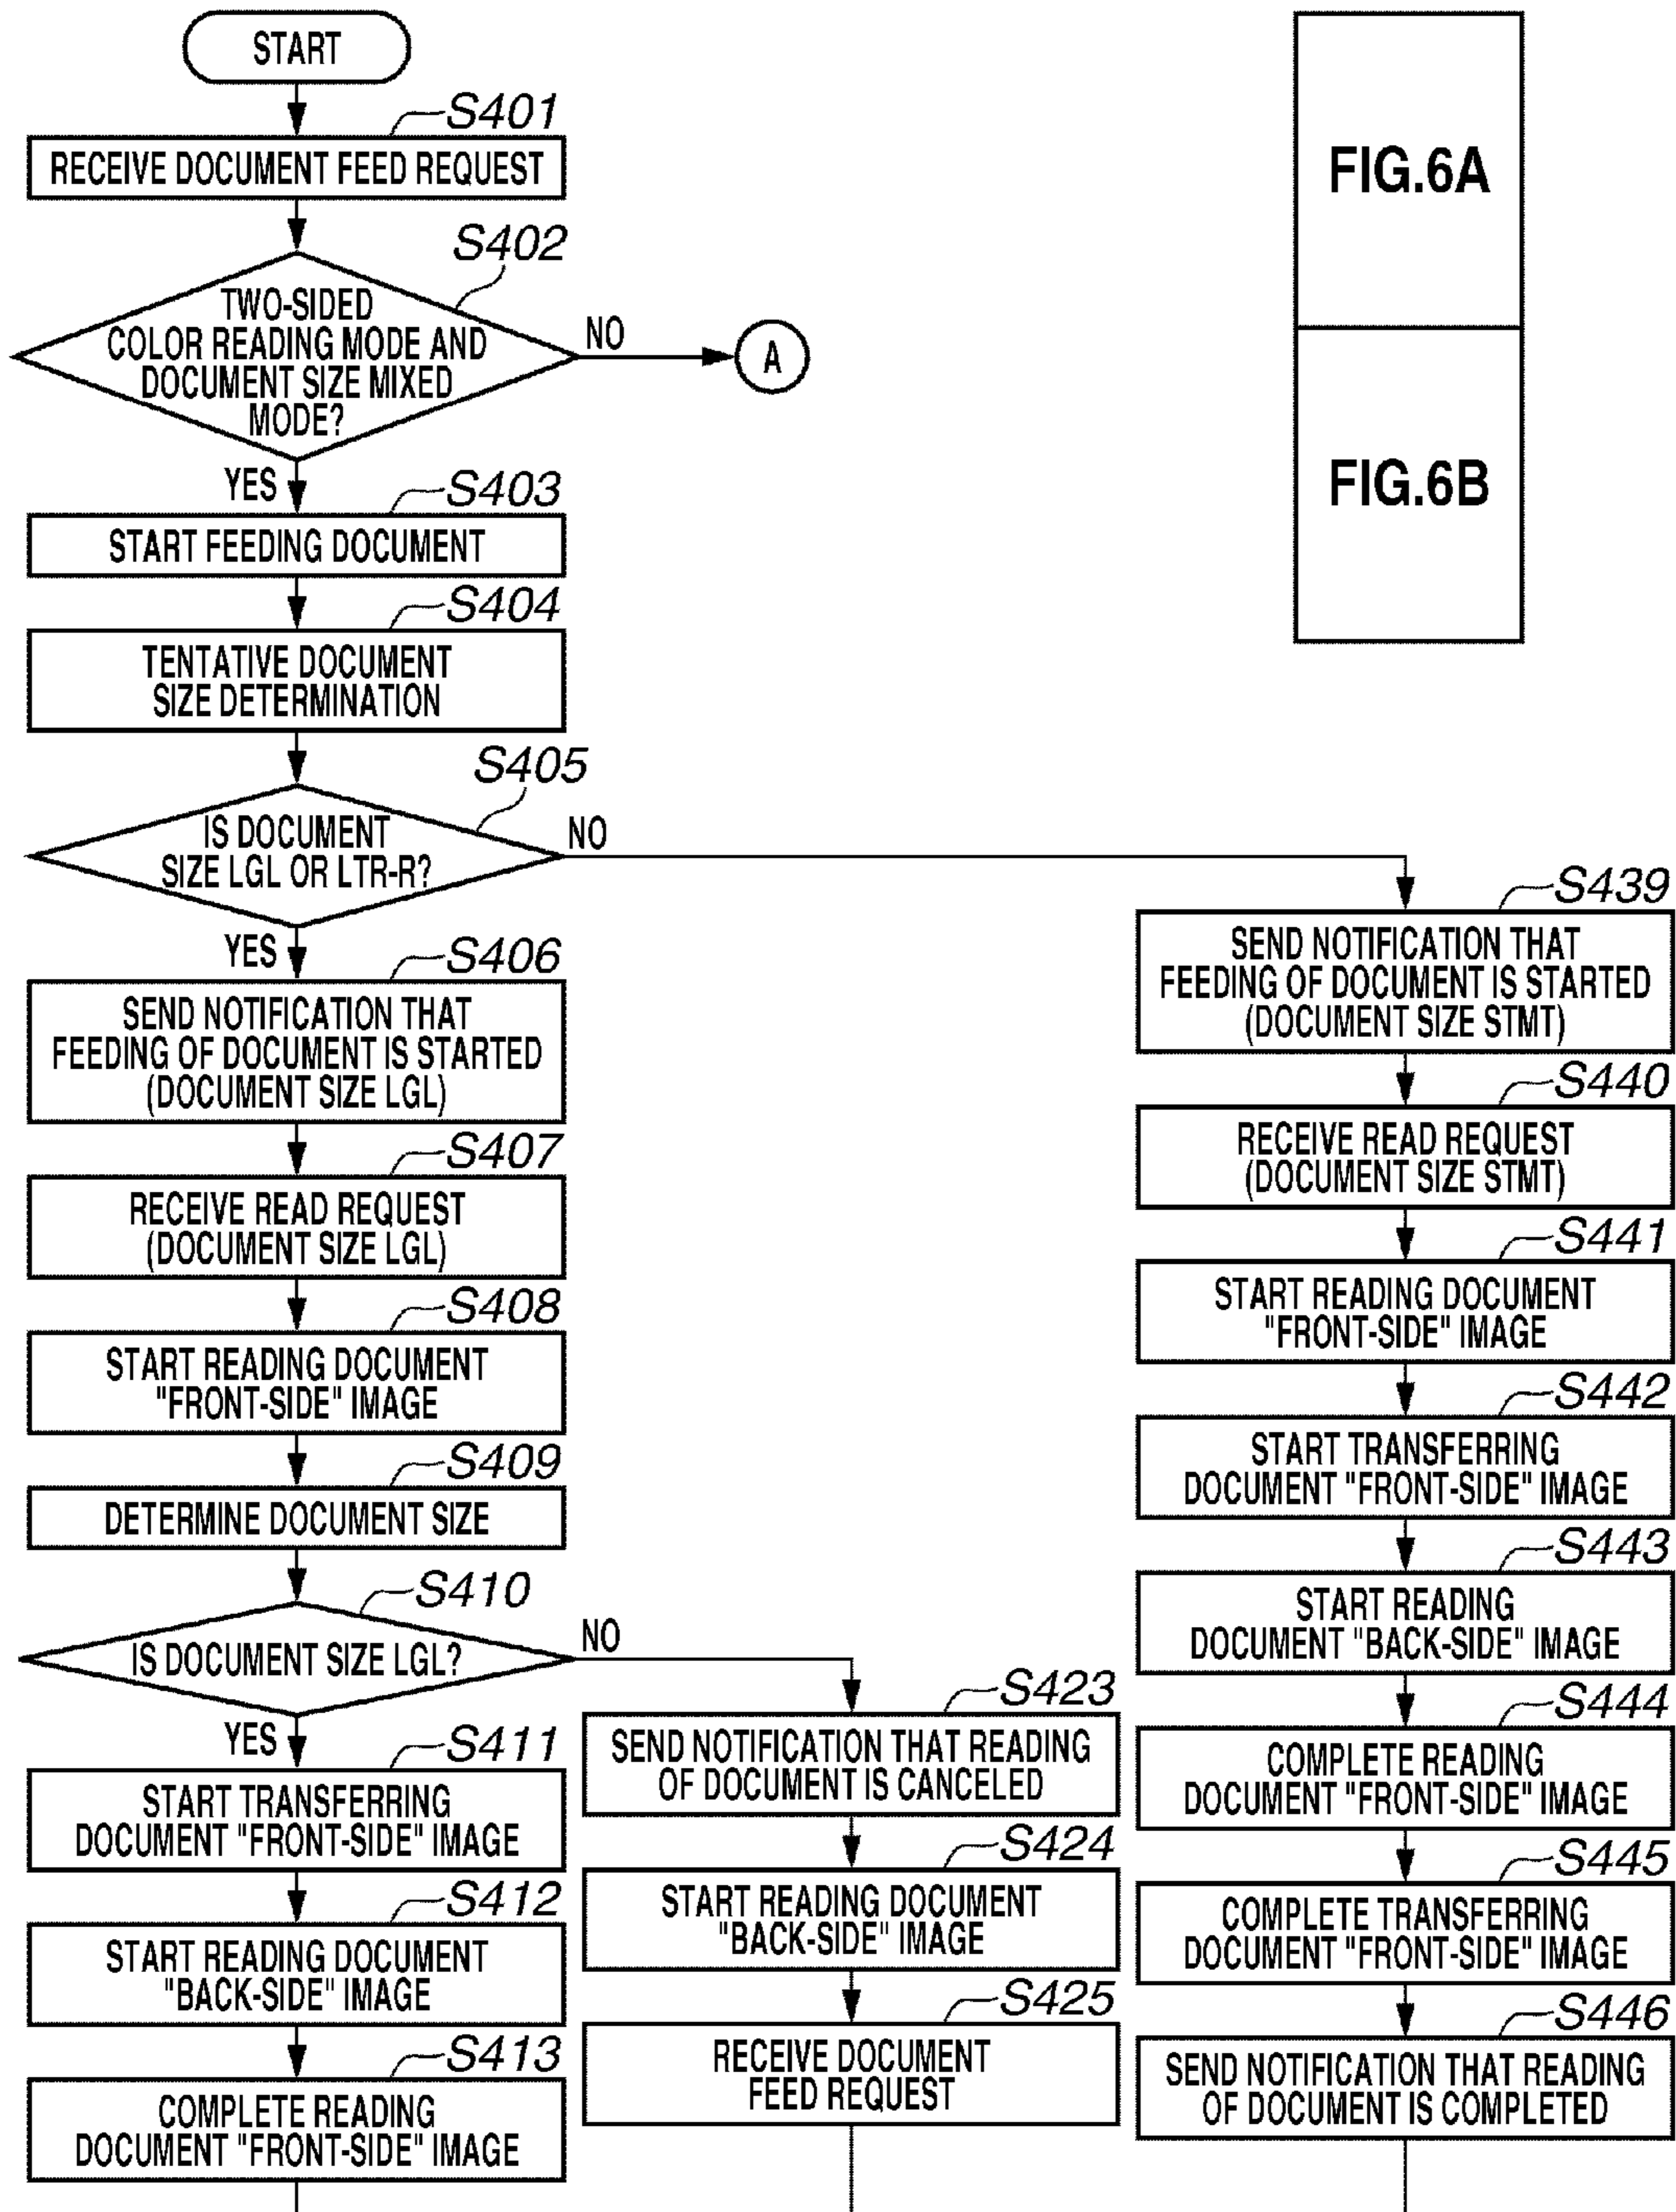 START
S401
RECEIVE DOCUMENT FEED REQUEST
S402
TWO-SIDED
COLOR READING MODE AND
DOCUMENT SIZE MIXED
MODE?
NO
A
YES
S403
START FEEDING DOCUMENT
S404
TENTATIVE DOCUMENT
SIZE DETERMINATION
S405
IS DOCUMENT
SIZE LGL OR LTR-R?
NO
YES
S406
SEND NOTIFICATION THAT
FEEDING OF DOCUMENT IS STARTED
(DOCUMENT SIZE LGL)
S407
RECEIVE READ REQUEST
(DOCUMENT SIZE LGL)
S408
START READING DOCUMENT
"FRONT-SIDE" IMAGE
S409
DETERMINE DOCUMENT SIZE
S410
IS DOCUMENT SIZE LGL?
NO
YES
S411
START TRANSFERRING
DOCUMENT "FRONT-SIDE" IMAGE
S412
START READING DOCUMENT
"BACK-SIDE" IMAGE
S413
COMPLETE READING
DOCUMENT "FRONT-SIDE" IMAGE
S423
SEND NOTIFICATION THAT READING
OF DOCUMENT IS CANCELED
S424
START READING DOCUMENT
"BACK-SIDE" IMAGE
S425
RECEIVE DOCUMENT
FEED REQUEST
FIG.6A
FIG.6B
S439
SEND NOTIFICATION THAT
FEEDING OF DOCUMENT IS STARTED
(DOCUMENT SIZE STMT)
S440
RECEIVE READ REQUEST
(DOCUMENT SIZE STMT)
S441
START READING DOCUMENT
"FRONT-SIDE" IMAGE
S442
START TRANSFERRING
DOCUMENT "FRONT-SIDE" IMAGE
S443
START READING
DOCUMENT "BACK-SIDE" IMAGE
S444
COMPLETE READING
DOCUMENT "FRONT-SIDE" IMAGE
S445
COMPLETE TRANSFERRING
DOCUMENT "FRONT-SIDE" IMAGE
S446
SEND NOTIFICATION THAT READING
OF DOCUMENT IS COMPLETED